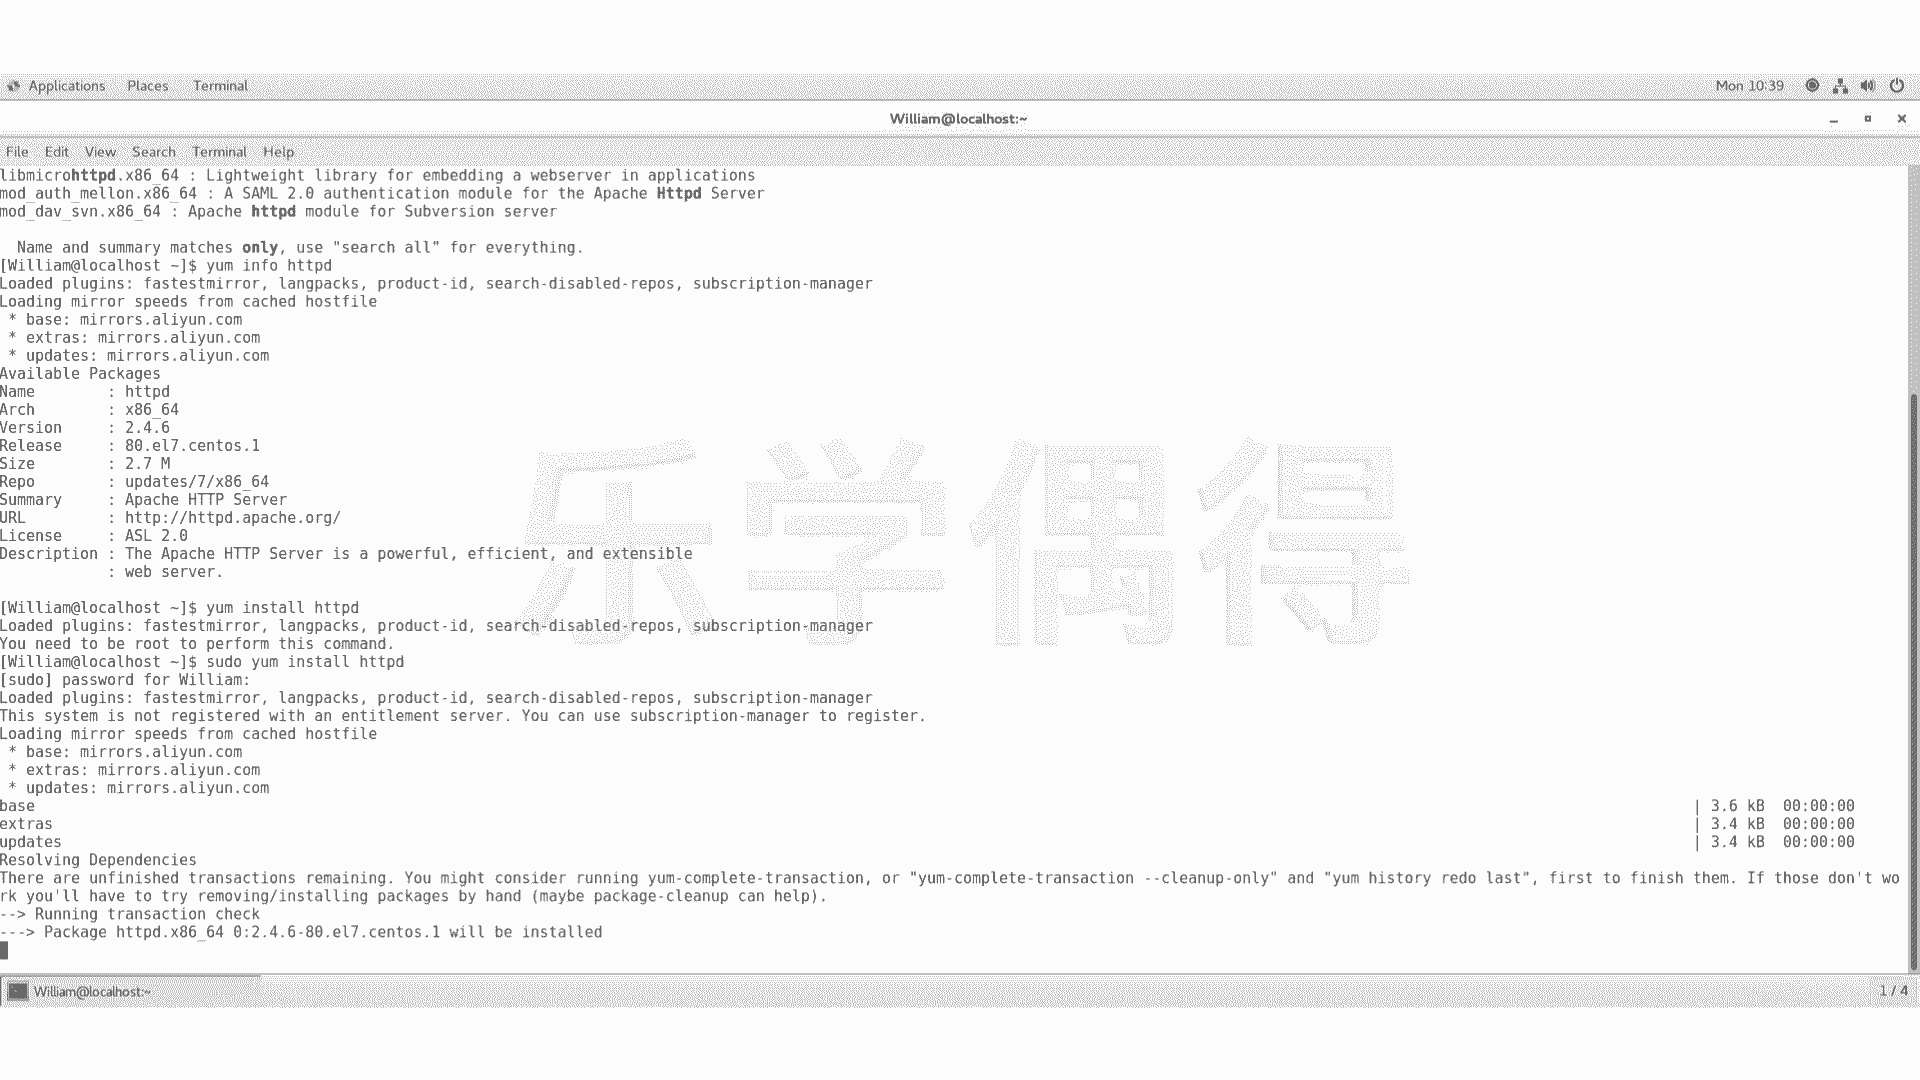 Applications Places Terminal Mon 10:39
William@localhost:~
File Edit View Search Terminal Help
libmicrohttpd.x86_64 : Lightweight library for embedding a webserver in applications
mod_auth_mellon.x86_64 : A SAML 2.0 authentication module for the Apache Httpd Server
mod_dav_svn.x86_64 : Apache httpd module for Subversion server
Name and summary matches only, use "search all" for everything.
[William@localhost ~]$ yum info httpd
Loaded plugins: fastestmirror, langpacks, product-id, search-disabled-repos, subscription-manager
Loading mirror speeds from cached hostfile
* base: mirrors.aliyun.com
* extras: mirrors.aliyun.com
* updates: mirrors.aliyun.com
Available Packages
Name : httpd
Arch : x86_64
Version : 2.4.6
Release : 80.el7.centos.1
Size : 2.7 M
Repo : updates/7/x86_64
Summary : Apache HTTP Server
URL : http://httpd.apache.org/
License : ASL 2.0
Description : The Apache HTTP Server is a powerful, efficient, and extensible
: web server.
[William@localhost ~]$ yum install httpd
Loaded plugins: fastestmirror, langpacks, product-id, search-disabled-repos, subscription-manager
You need to be root to perform this command.
[William@localhost ~]$ sudo yum install httpd
[sudo] password for William:
Loaded plugins: fastestmirror, langpacks, product-id, search-disabled-repos, subscription-manager
This system is not registered with an entitlement server. You can use subscription-manager to register.
Loading mirror speeds from cached hostfile
* base: mirrors.aliyun.com
* extras: mirrors.aliyun.com
* updates: mirrors.aliyun.com
base | 3.6 kB 00:00:00
extras | 3.4 kB 00:00:00
updates | 3.4 kB 00:00:00
Resolving Dependencies
There are unfinished transactions remaining. You might consider running yum-complete-transaction, or "yum-complete-transaction --cleanup-only" and "yum history redo last", first to finish them. If those don't wo
rk you'll have to try removing/installing packages by hand (maybe package-cleanup can help).
--> Running transaction check
---> Package httpd.x86_64 0:2.4.6-80.el7.centos.1 will be installed
William@localhost:~ 1 / 4
乐学偶得